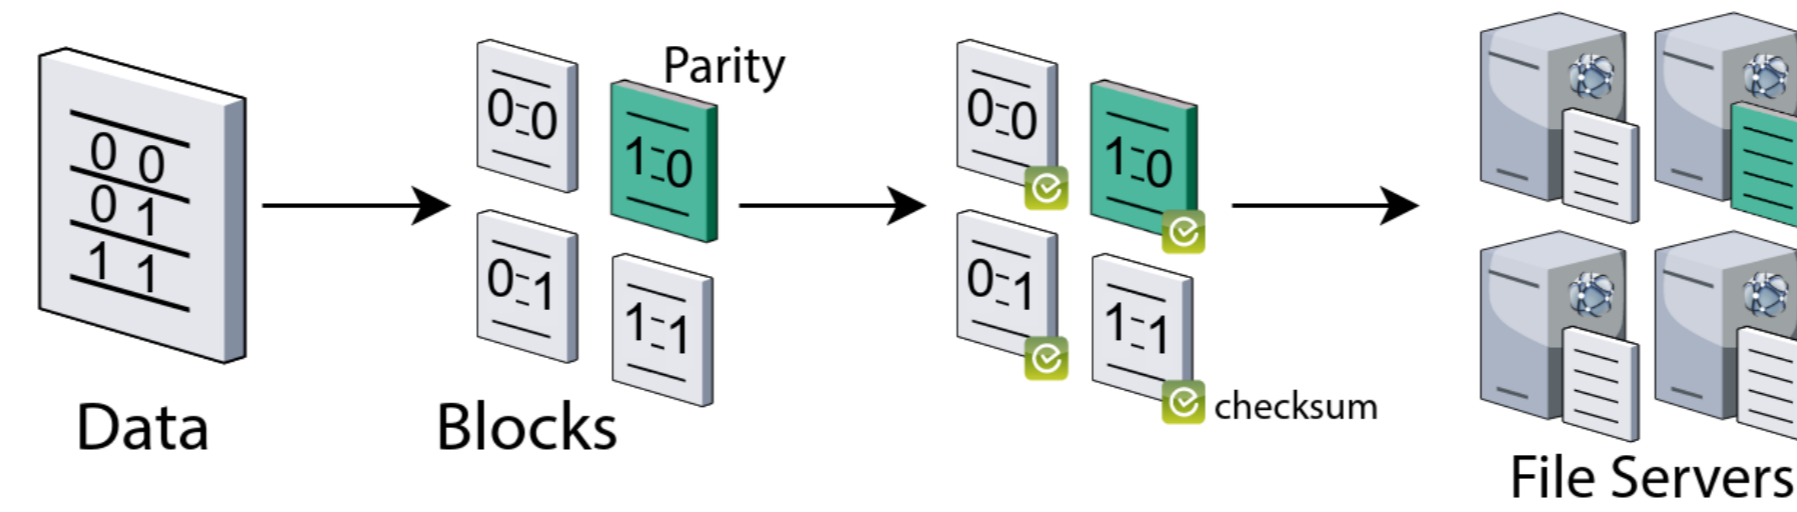 0 0
0 1
1 1
Data
Parity
0-0
1-0
0-1
1-1
Blocks
0-0
1-0
0-1
1-1
checksum
File Servers